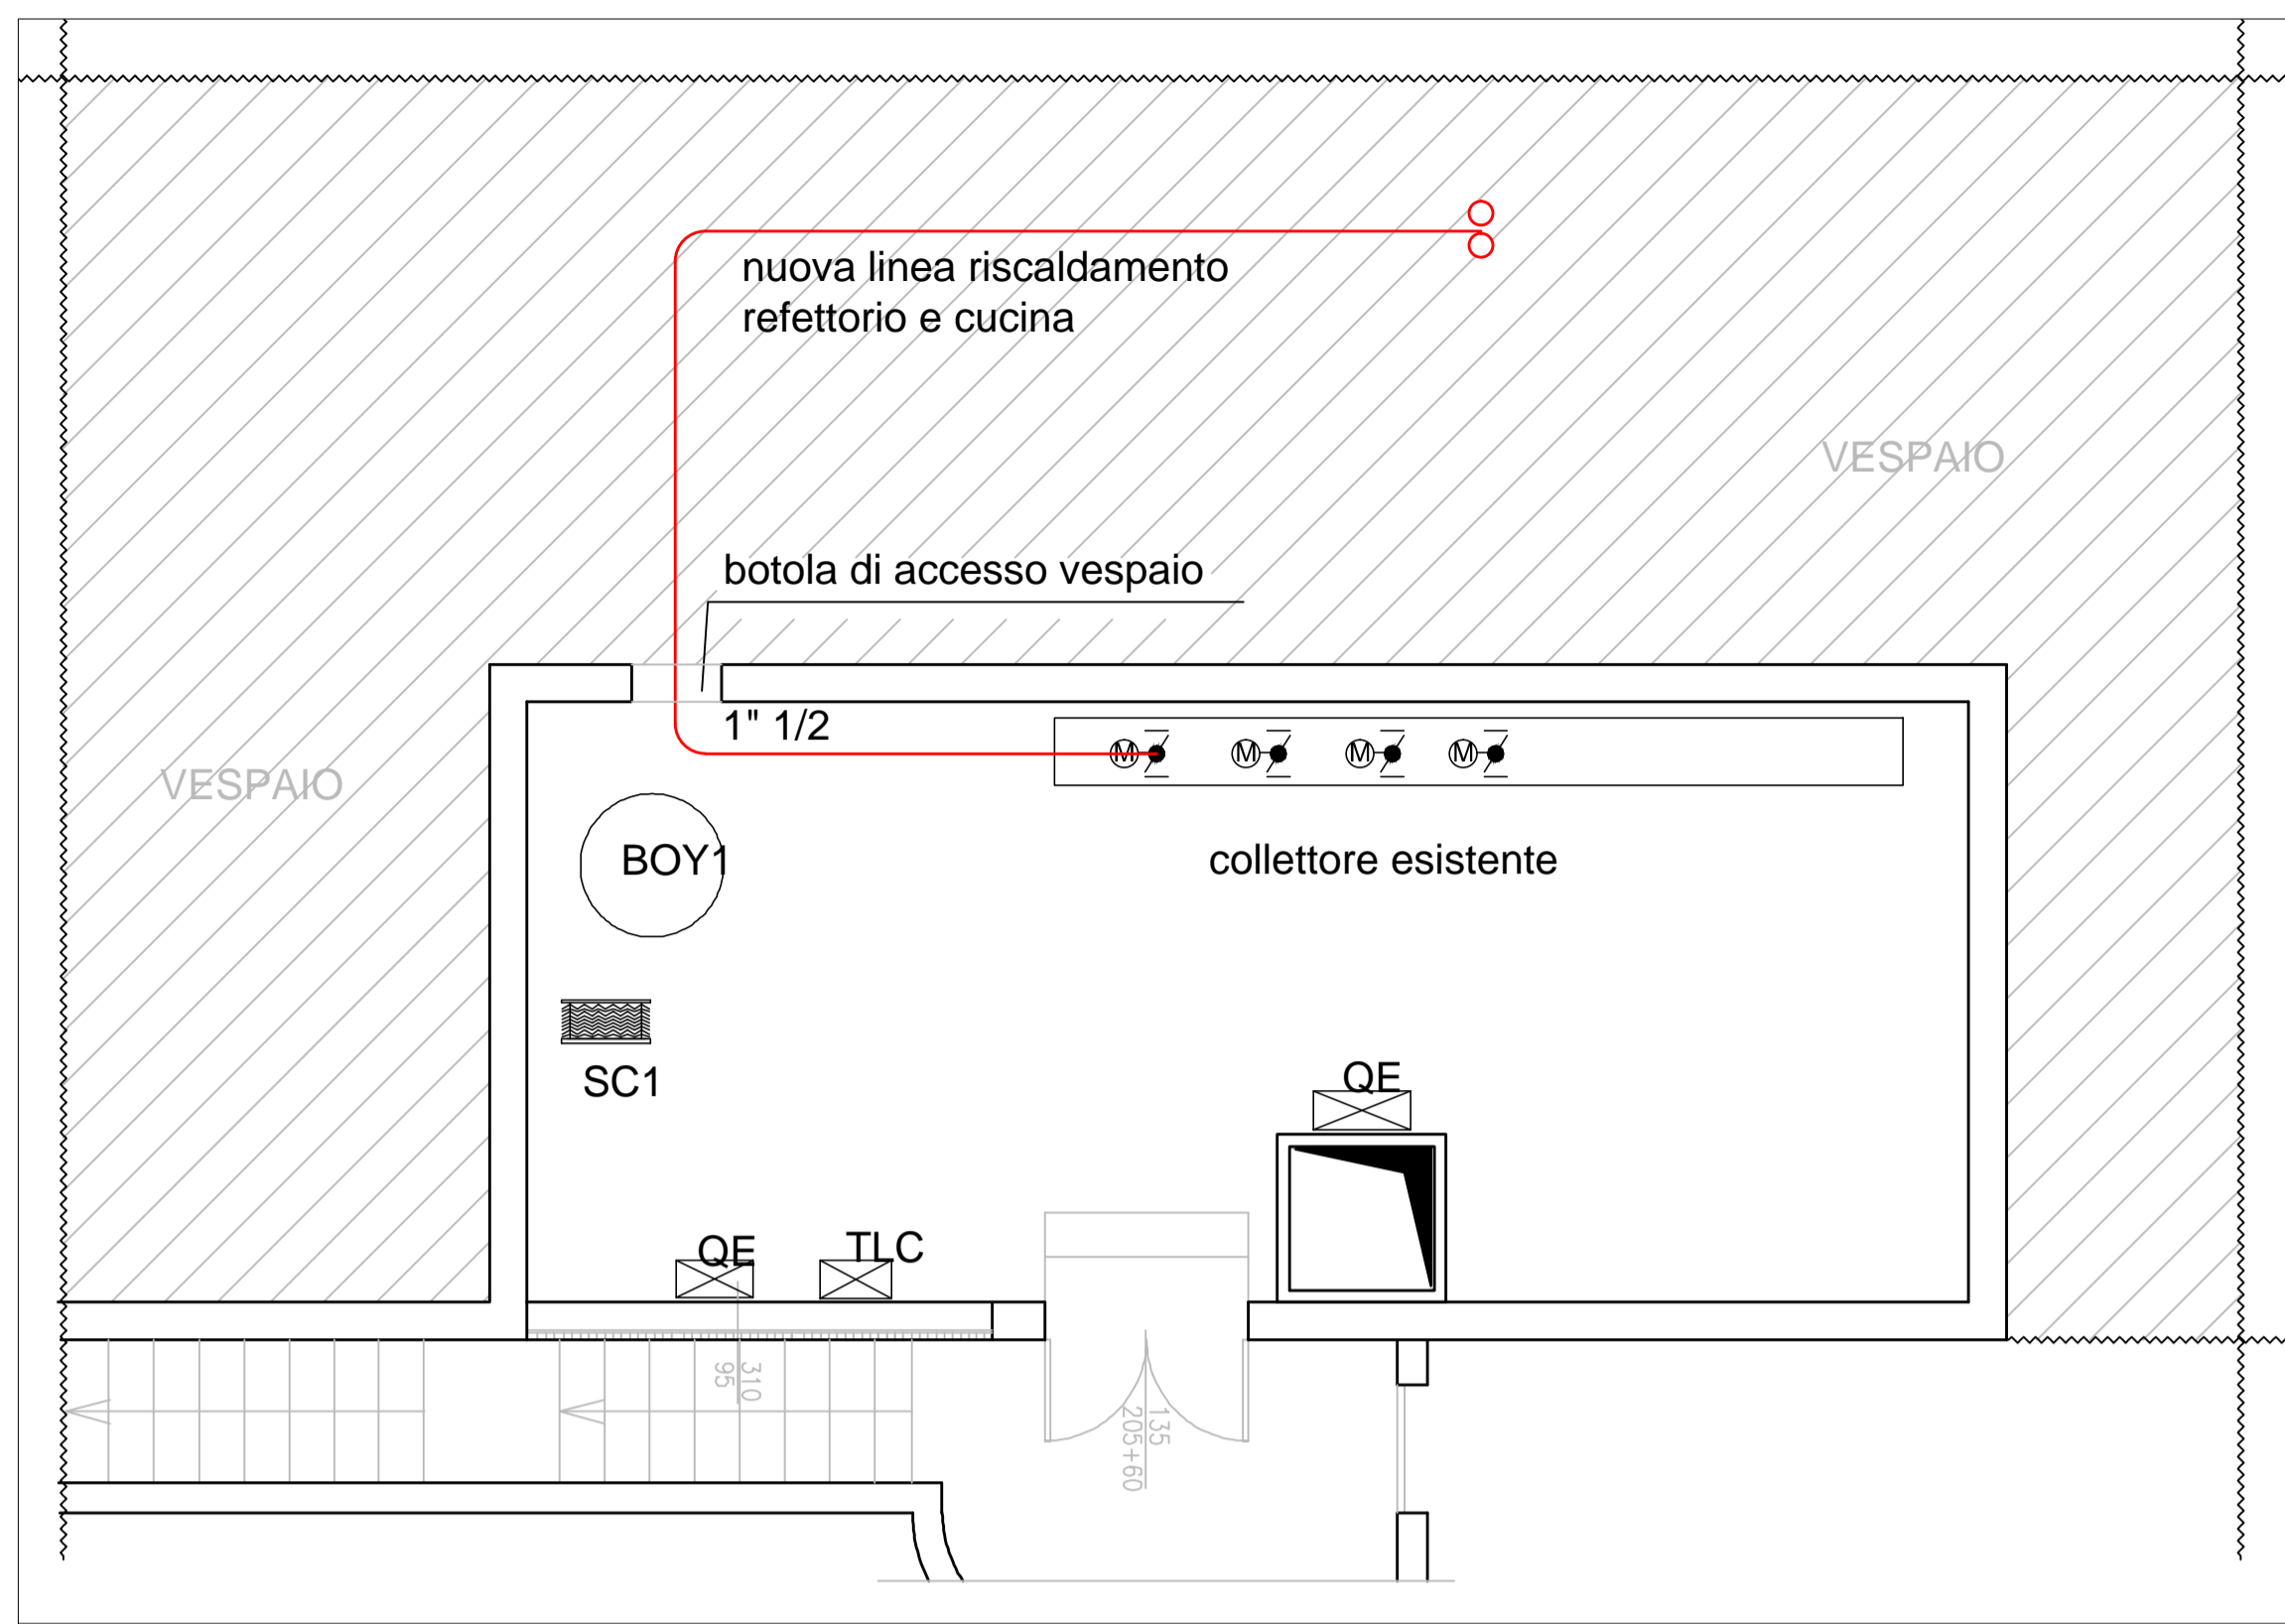 nuova linea riscaldamento
refettorio e cucina
VESPAIO
botola di accesso vespaio
1" 1/2
VESPAIO
M M M M
BOY1
collettore esistente
SC1
QE
QE
TLC
310
95
135
205+60